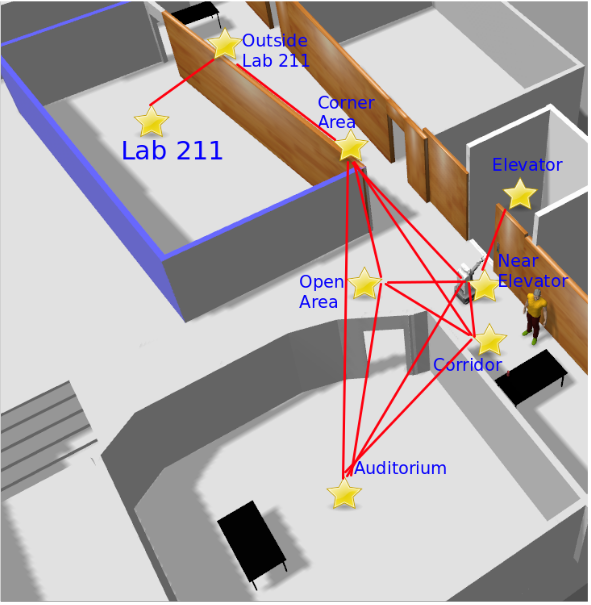 Outside
Lab 211
Corner
Area
Lab 211
Elevator
Near
Elevator
Open
Area
Corridor
Auditorium